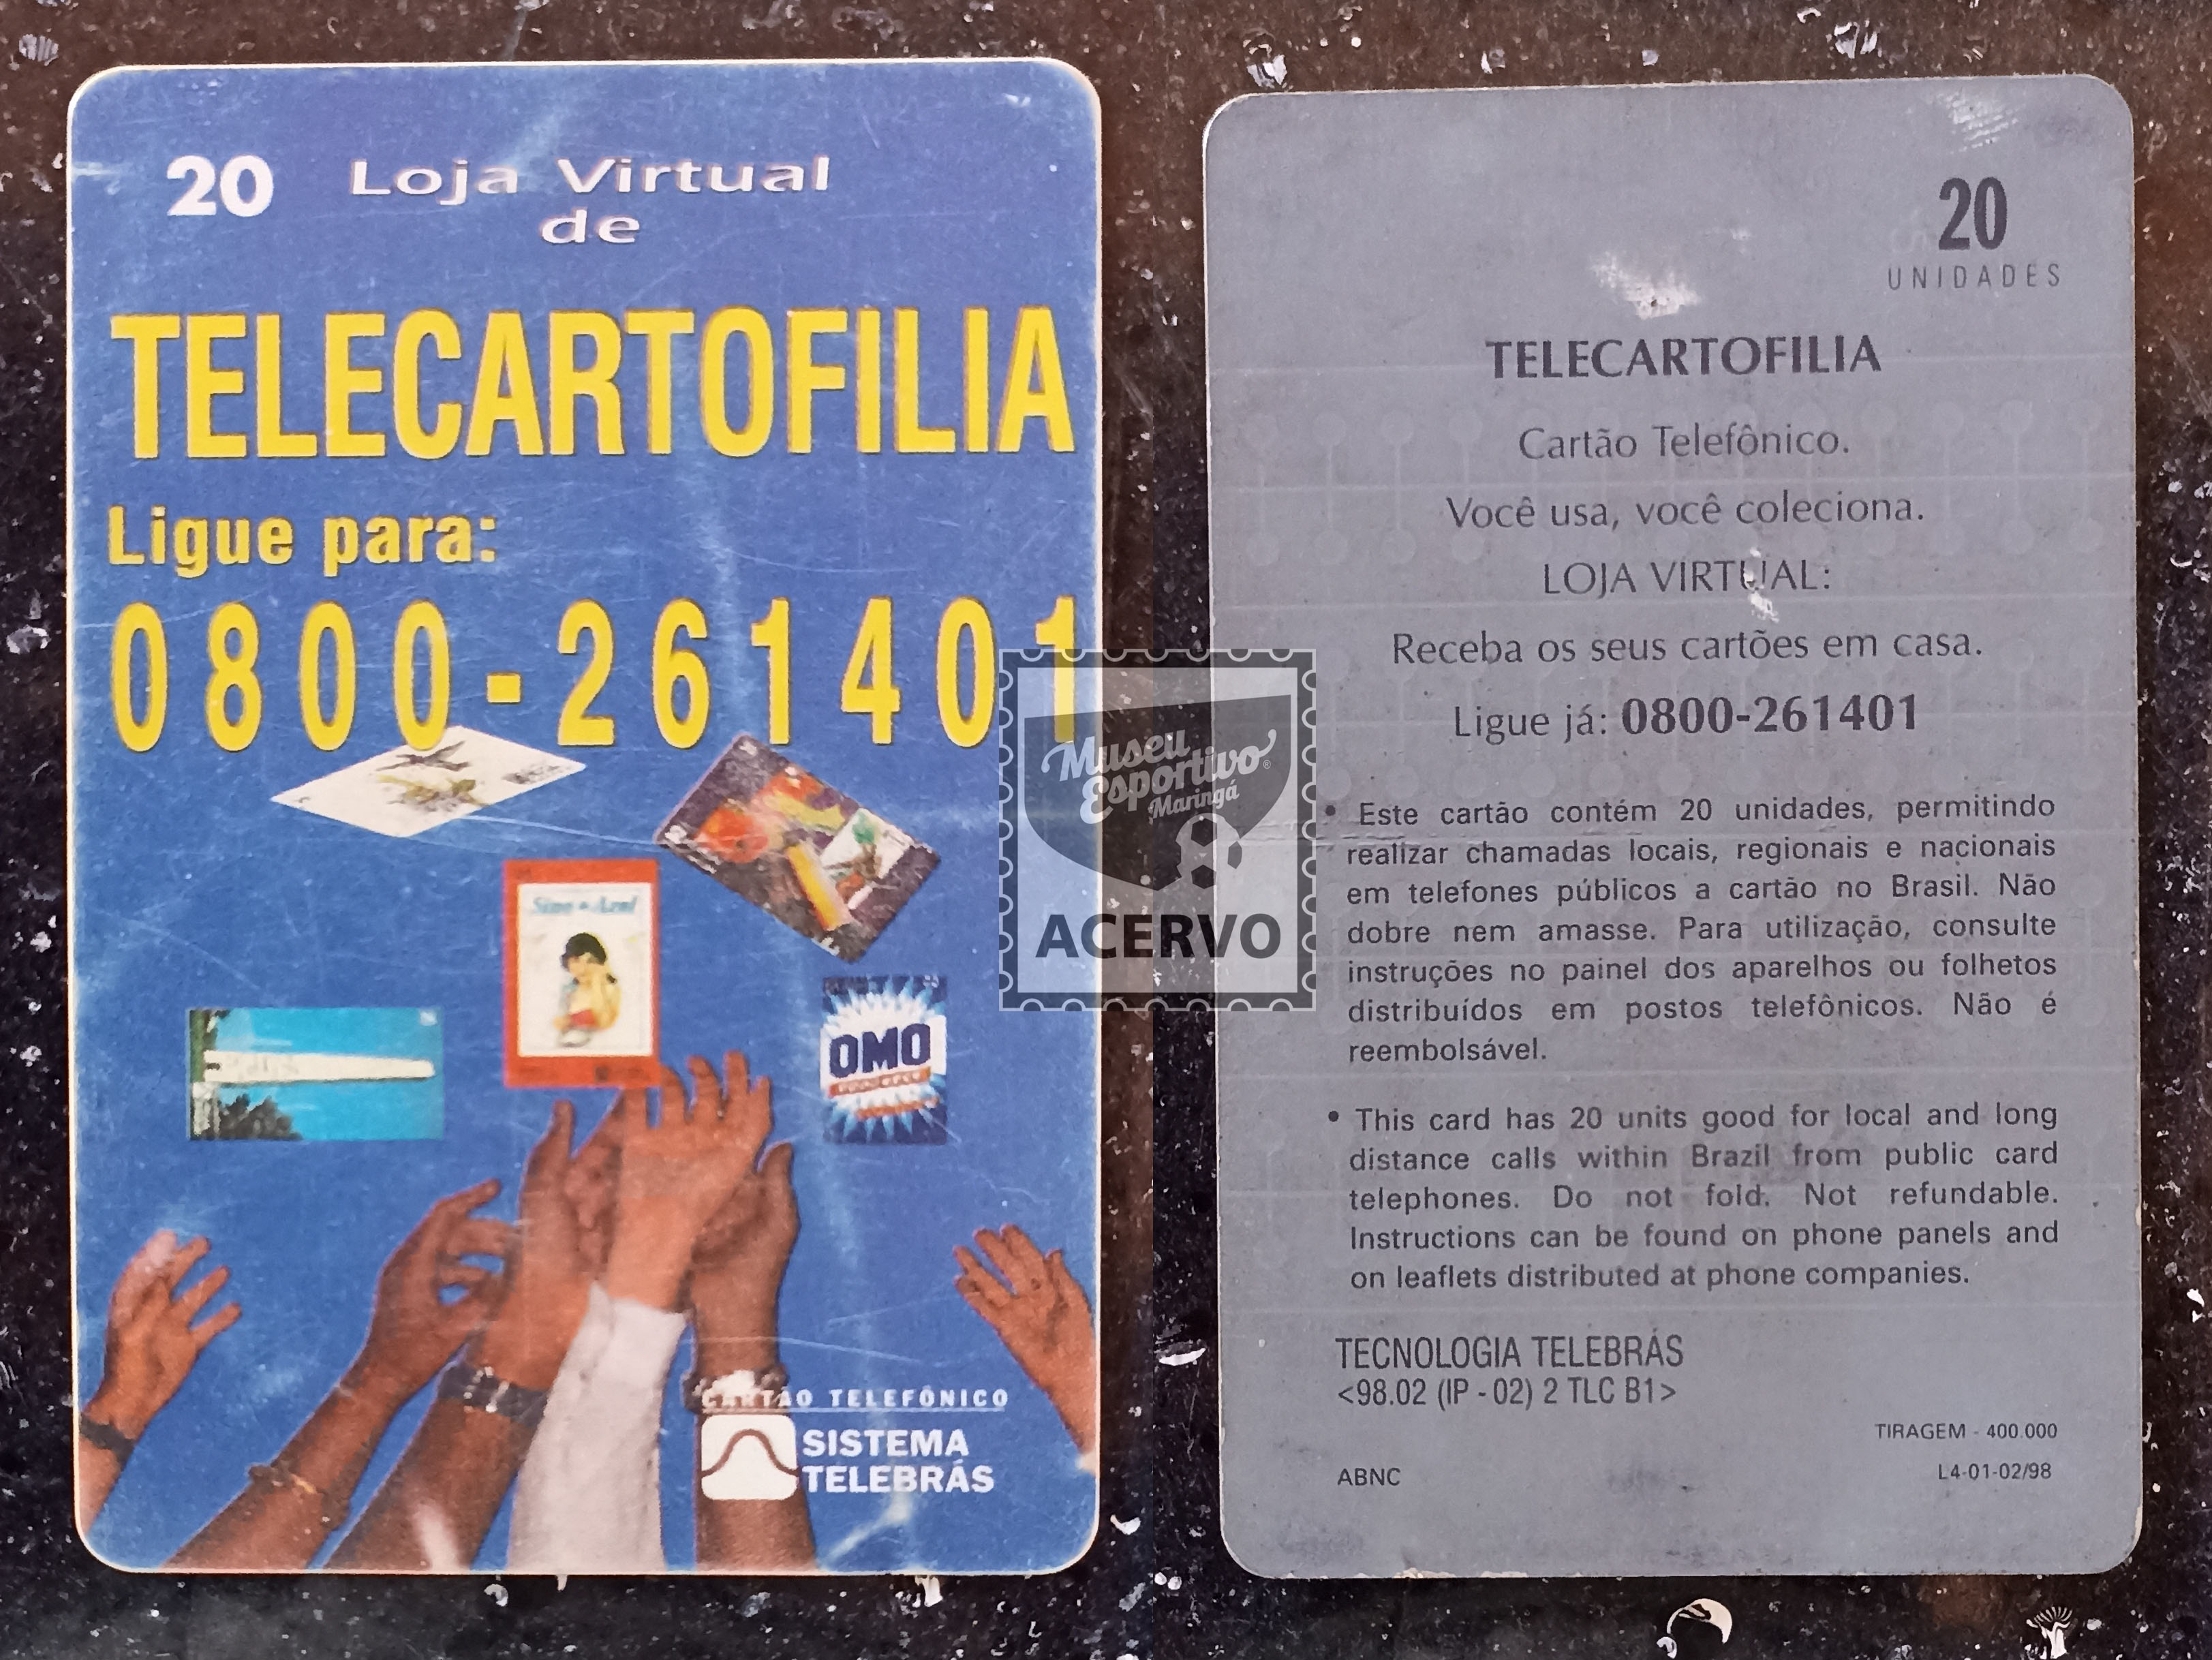 20 Loja Virtual
de
TELECARTOFILIA
Ligue para:
0800-261401
Sino Azul
OMO
CARTÃO TELEFÔNICO
SISTEMA
TELEBRÁS
20
UNIDADES
TELECARTOFILIA
Cartão Telefônico.
Você usa, você coleciona.
LOJA VIRTUAL:
Receba os seus cartões em casa.
Ligue já: 0800-261401
• Este cartão contém 20 unidades, permitindo
realizar chamadas locais, regionais e nacionais
em telefones públicos a cartão no Brasil. Não
dobre nem amasse. Para utilização, consulte
instruções no painel dos aparelhos ou folhetos
distribuídos em postos telefônicos. Não é
reembolsável.
• This card has 20 units good for local and long
distance calls within Brazil from public card
telephones. Do not fold. Not refundable.
Instructions can be found on phone panels and
on leaflets distributed at phone companies.
TECNOLOGIA TELEBRÁS
<98.02 (IP - 02) 2 TLC B1>
TIRAGEM - 400.000
ABNC
L4-01-02/98
Museu
Esportivo®
Maringá
ACERVO